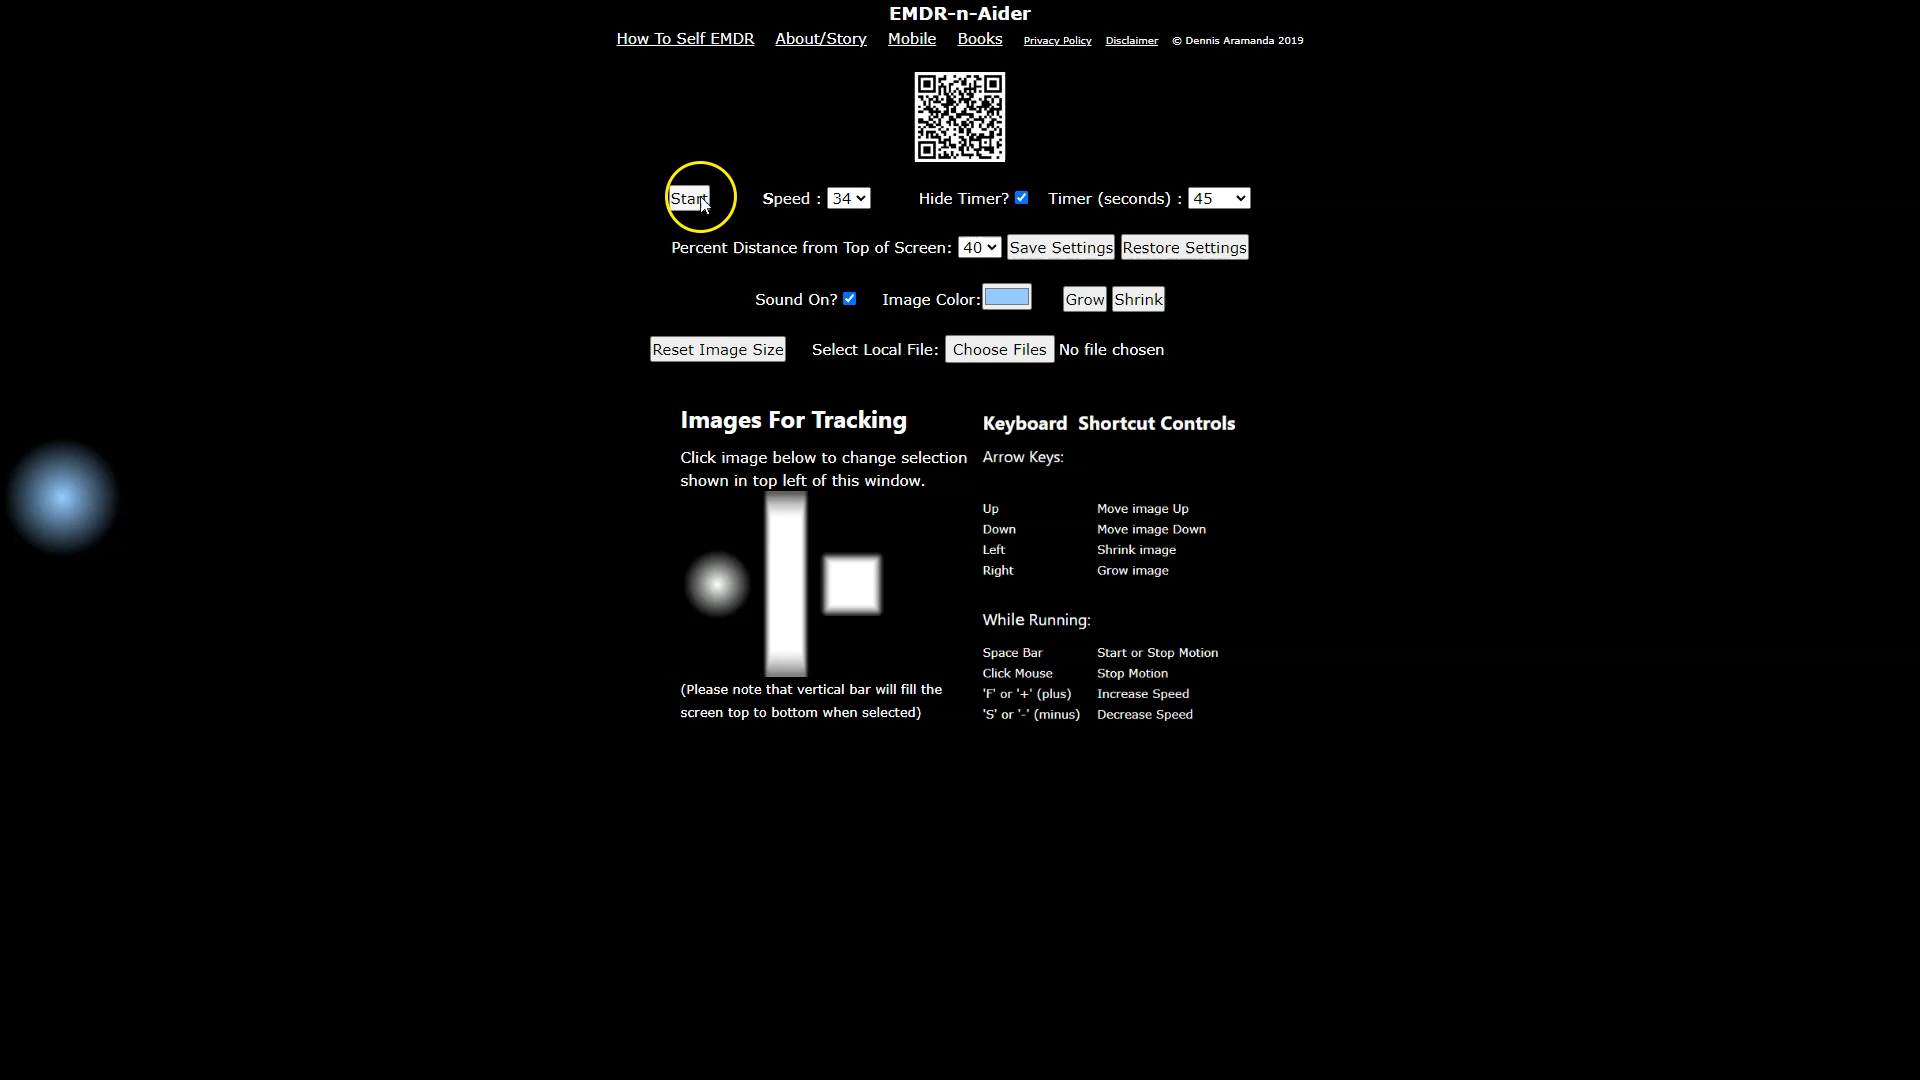 EMDR-n-Aider
How To Self EMDR About/Story Mobile Books Privacy Policy Disclaimer © Dennis Aramanda 2019
Start Speed : 34 Hide Timer? Timer (seconds) : 45
Percent Distance from Top of Screen: 40 Save Settings Restore Settings
Sound On? Image Color: Grow Shrink
Reset Image Size Select Local File: Choose Files No file chosen
Images For Tracking
Click image below to change selection
shown in top left of this window.
(Please note that vertical bar will fill the
screen top to bottom when selected)
Keyboard Shortcut Controls
Arrow Keys:
Up Move image Up
Down Move image Down
Left Shrink image
Right Grow image
While Running:
Space Bar Start or Stop Motion
Click Mouse Stop Motion
'F' or '+' (plus) Increase Speed
'S' or '-' (minus) Decrease Speed